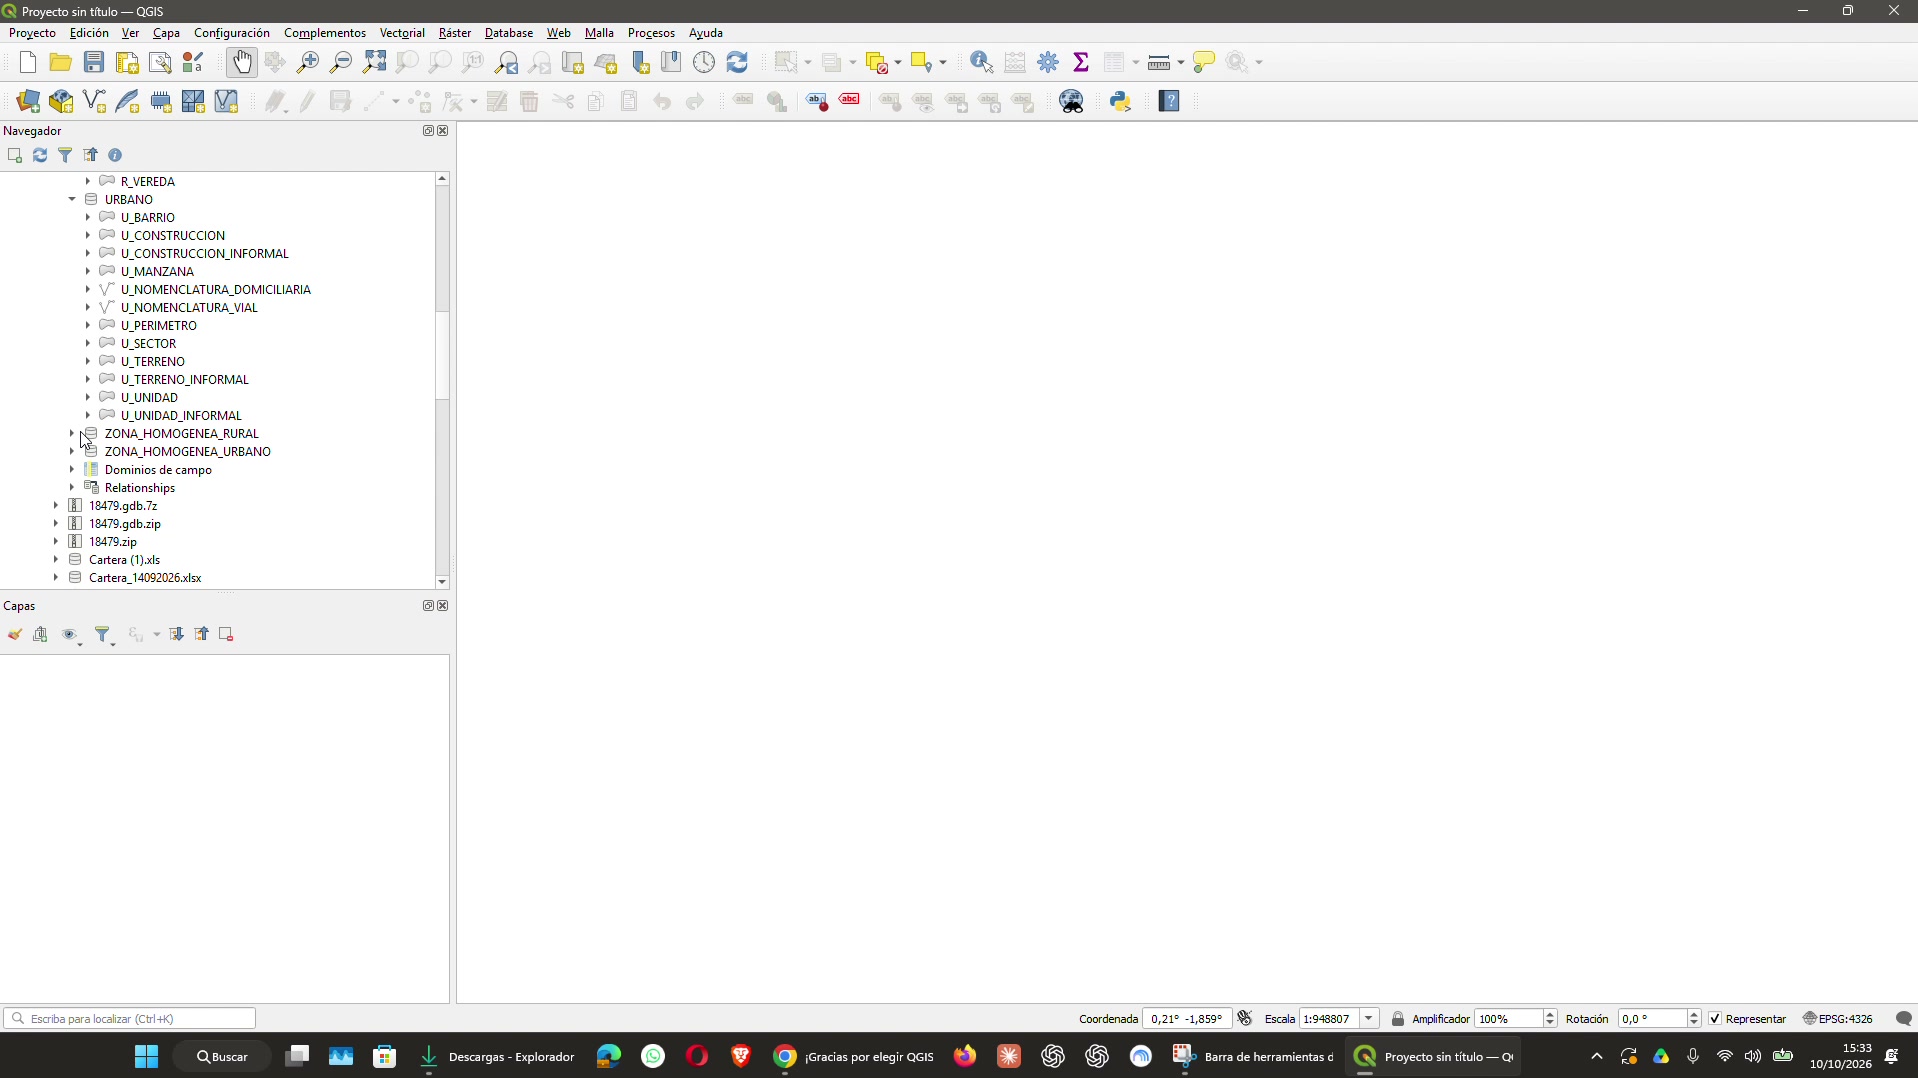 Proyecto sin título — QGIS
Proyecto Edición Ver Capa Configuración Complementos Vectorial Ráster Database Web Malla Procesos Ayuda
Navegador
R_VEREDA
URBANO
U_BARRIO
U_CONSTRUCCION
U_CONSTRUCCION_INFORMAL
U_MANZANA
U_NOMENCLATURA_DOMICILIARIA
U_NOMENCLATURA_VIAL
U_PERIMETRO
U_SECTOR
U_TERRENO
U_TERRENO_INFORMAL
U_UNIDAD
U_UNIDAD_INFORMAL
ZONA_HOMOGENEA_RURAL
ZONA_HOMOGENEA_URBANO
Dominios de campo
Relationships
18479.gdb.7z
18479.gdb.zip
18479.zip
Cartera (1).xls
Cartera_14092026.xlsx
Capas
Escriba para localizar (Ctrl+K)
Coordenada 0,21° -1,859° Escala 1:948807 Amplificador 100% Rotación 0,0 ° Representar EPSG:4326
Buscar Descargas - Explorador ¡Gracias por elegir QGIS Barra de herramientas d Proyecto sin título — Q
15:33
10/10/2026